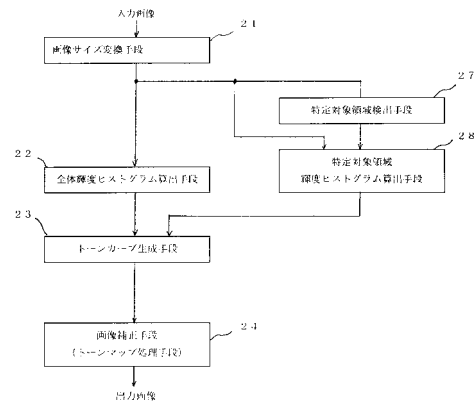 入力画像
21
画像サイズ変換手段
27
特定対象領域検出手段
28
特定対象領域
輝度ヒストグラム算出手段
22
全体輝度ヒストグラム算出手段
23
トーンカーブ生成手段
24
画像補正手段
(トーンマップ処理手段)
出力画像